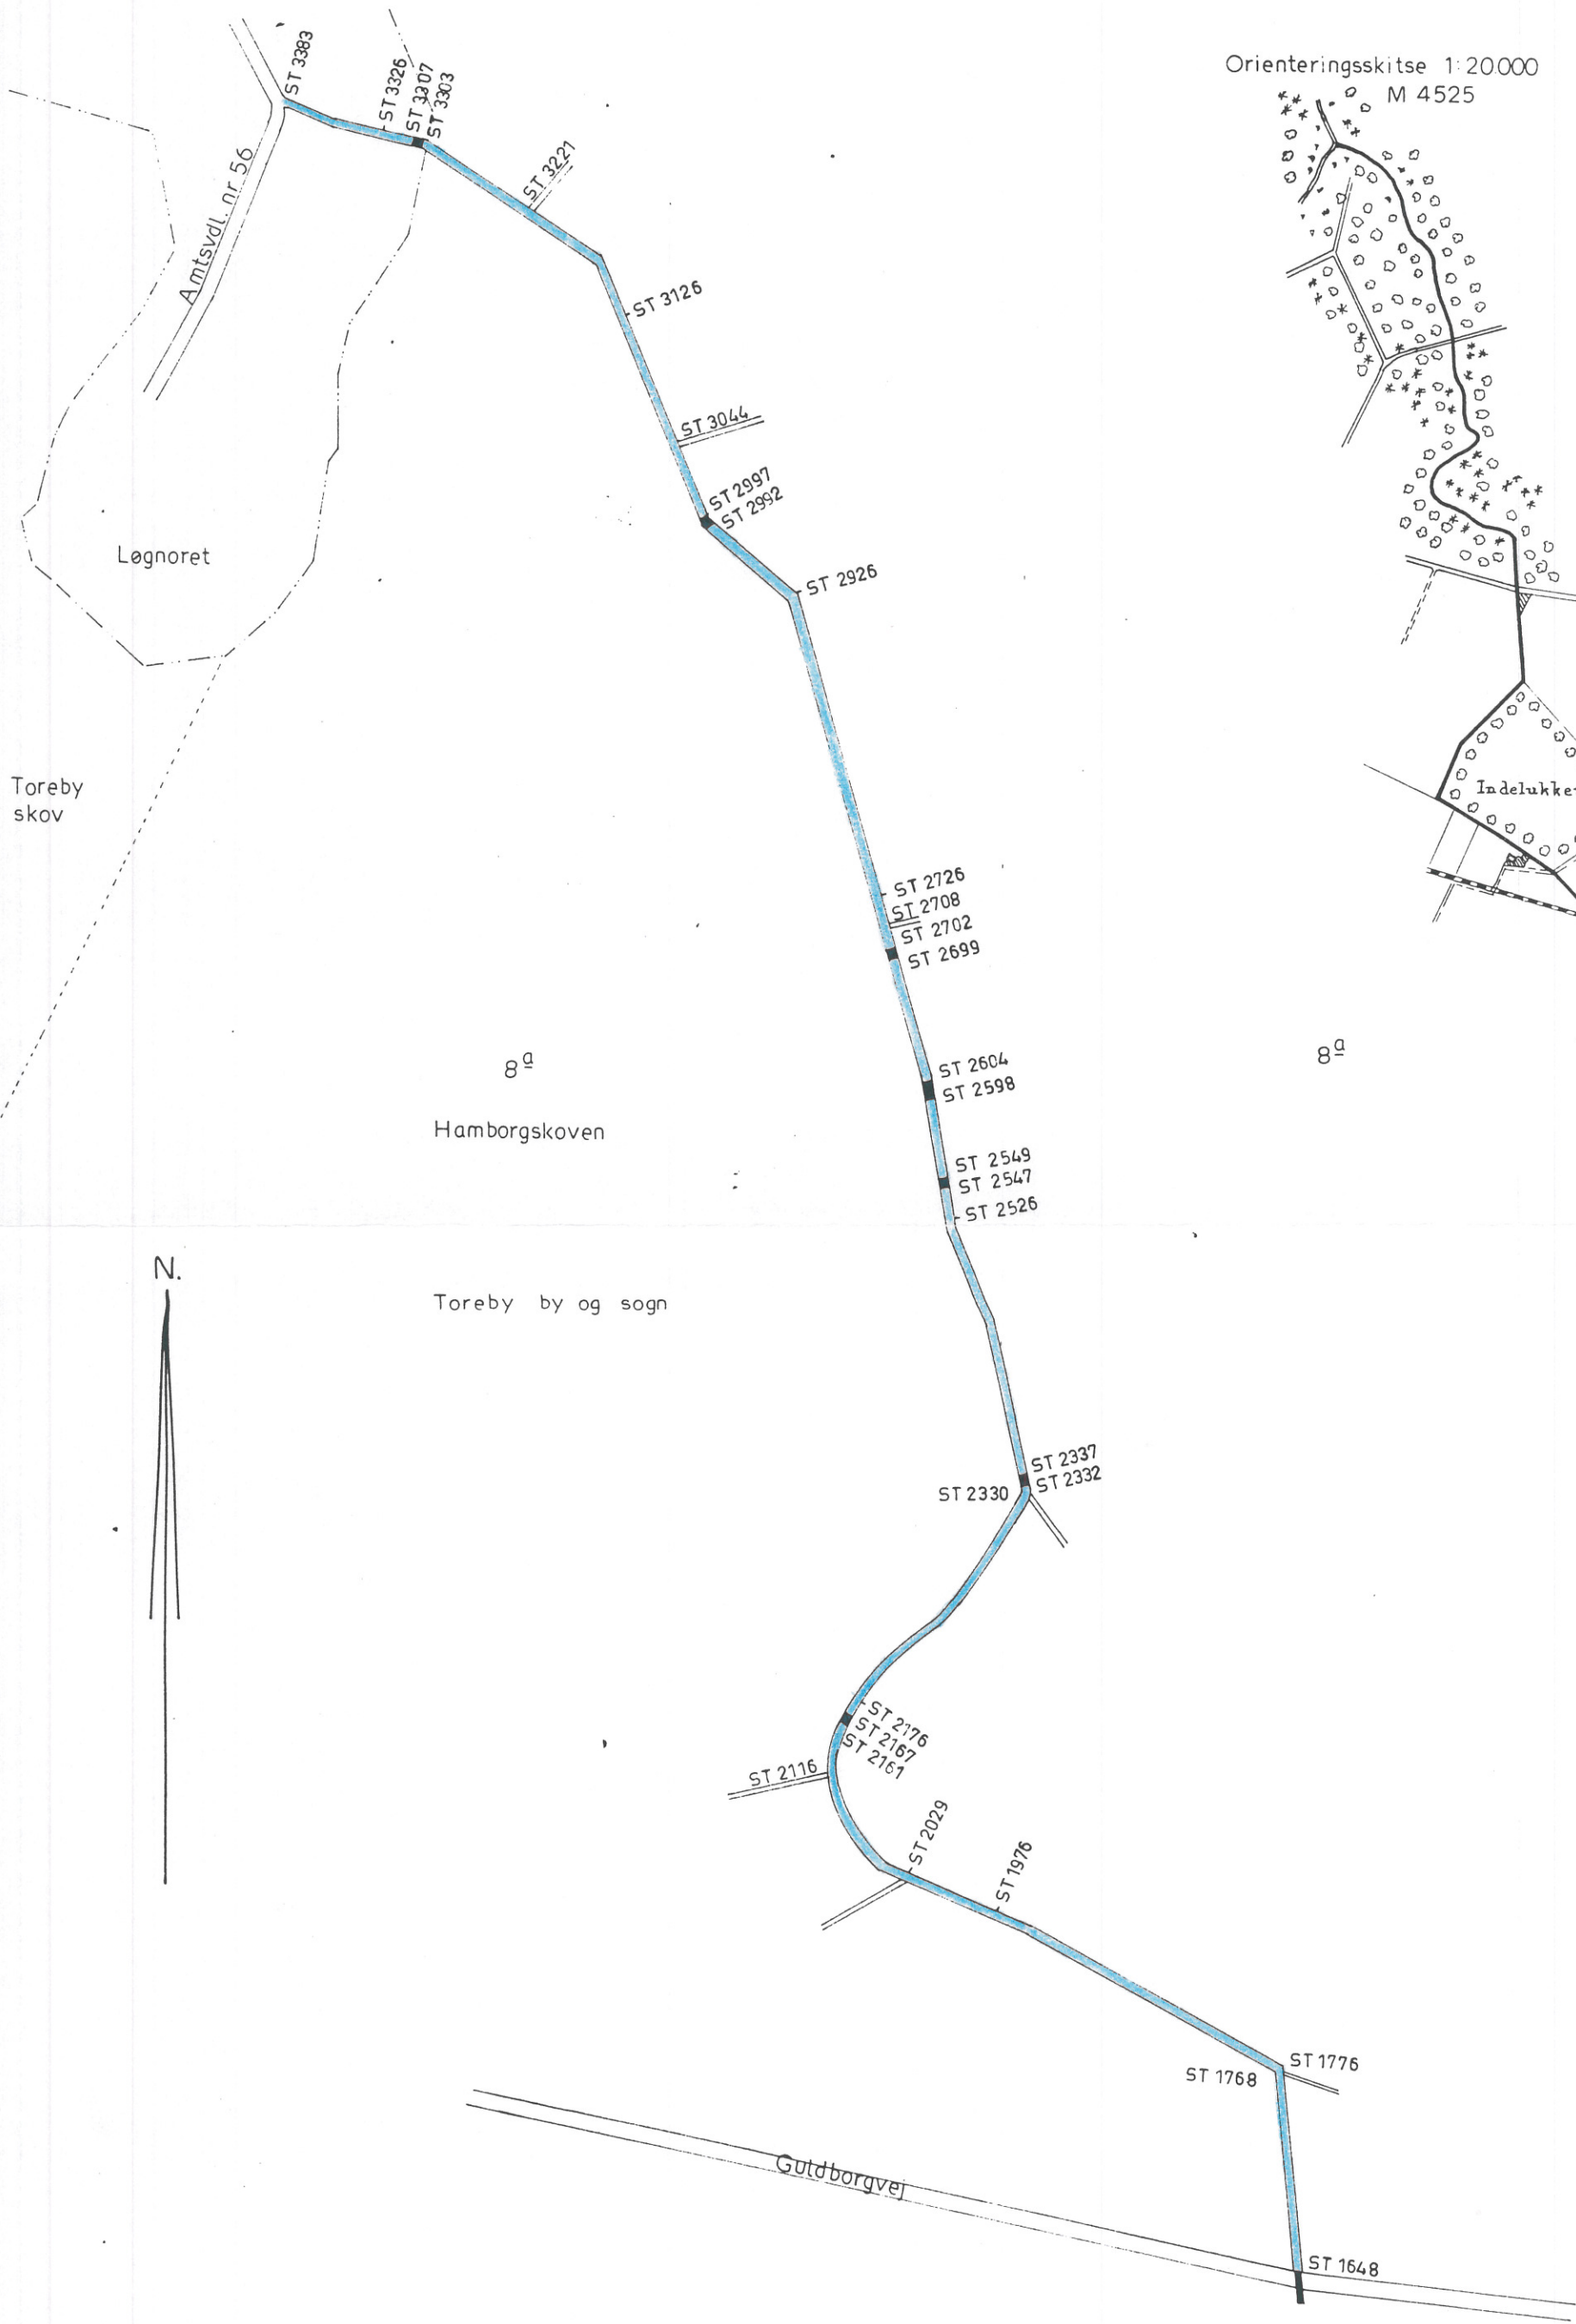 Orienteringsskitse 1:20.000
M 4525
ST 3383
ST 3326
ST 3307
ST 3303
Amtsvdl. nr 56
ST 3221
ST 3126
ST 3044
ST 2997
ST 2992
Løgnoret
ST 2926
Toreby
skov
Indelukke
ST 2726
ST 2708
ST 2702
ST 2699
8a
8a
ST 2604
ST 2598
Hamborgskoven
ST 2549
ST 2547
ST 2526
N.
Toreby by og sogn
ST 2337
ST 2332
ST 2330
ST 2176
ST 2167
ST 2161
ST 2116
ST 2029
ST 1976
ST 1776
ST 1768
Guldborgvej
ST 1648